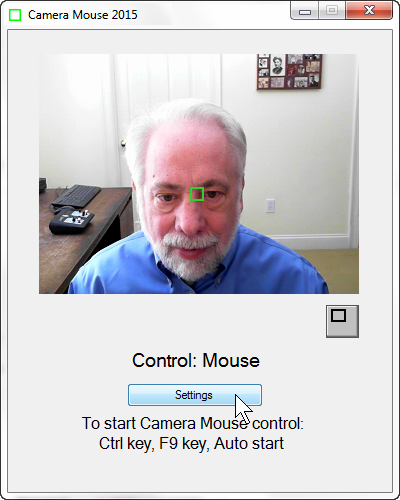 Camera Mouse 2015
Control: Mouse
Settings
To start Camera Mouse control:
Ctrl key, F9 key, Auto start